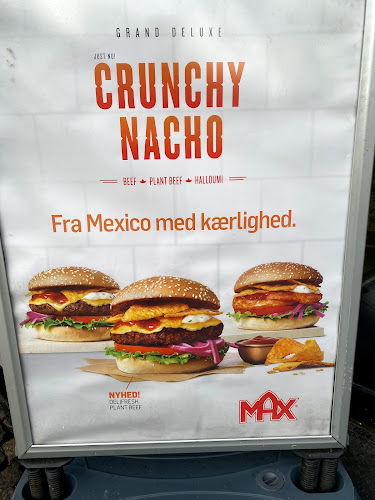 GRAND DELUXE
JUST NU!
CRUNCHY
NACHO
BEEF PLANT BEEF HALLOUMI
Fra Mexico med kærlighed.
NYHED!
DELIFRESH
PLANT BEEF
MAX